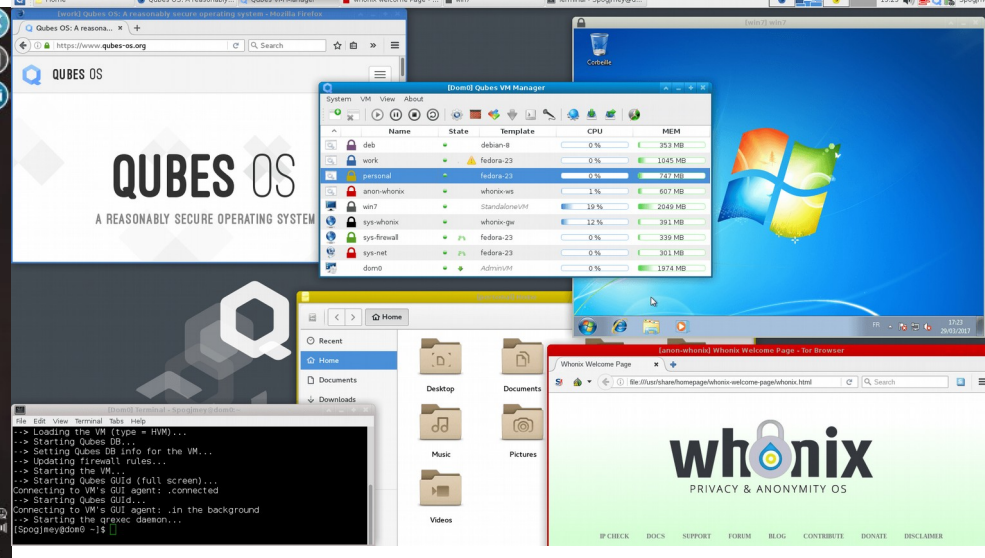 Home
Qubes VM Manager
[work] Qubes OS: A reasonably secure operating system - Mozilla Firefox
Qubes OS: A reasona...
https://www.qubes-os.org
Search
QUBES OS
QUBES OS
A REASONABLY SECURE OPERATING SYSTEM
[win7] win7
Corbeille
FR
17:23
29/03/2017
[Dom0] Qubes VM Manager
System VM View About
Name State Template CPU MEM
deb debian-8 0 % 353 MB
work fedora-23 0 % 1045 MB
personal fedora-23 0 % 747 MB
anon-whonix whonix-ws 1 % 607 MB
win7 StandaloneVM 19 % 2049 MB
sys-whonix whonix-gw 12 % 391 MB
sys-firewall fedora-23 0 % 339 MB
sys-net fedora-23 0 % 301 MB
dom0 AdminVM 0 % 1974 MB
Home
Recent
Home
Documents
Downloads
Desktop
Documents
Music
Pictures
Videos
[Dom0] Terminal - Spogjmey@dom0:~
File Edit View Terminal Tabs Help
--> Loading the VM (type = HVM)...
--> Starting Qubes DB...
--> Setting Qubes DB info for the VM...
--> Updating firewall rules...
--> Starting the VM...
--> Starting Qubes GUId (full screen)...
Connecting to VM's GUI agent: .connected
--> Starting Qubes GUId...
Connecting to VM's GUI agent: .in the background
--> Starting the qrexec daemon...
[Spogjmey@dom0 ~]$
[anon-whonix] Whonix Welcome Page - Tor Browser
Whonix Welcome Page
file:///usr/share/homepage/whonix-welcome-page/whonix.html
Search
whonix
PRIVACY & ANONYMITY OS
IP CHECK DOCS SUPPORT FORUM BLOG CONTRIBUTE DONATE DISCLAIMER